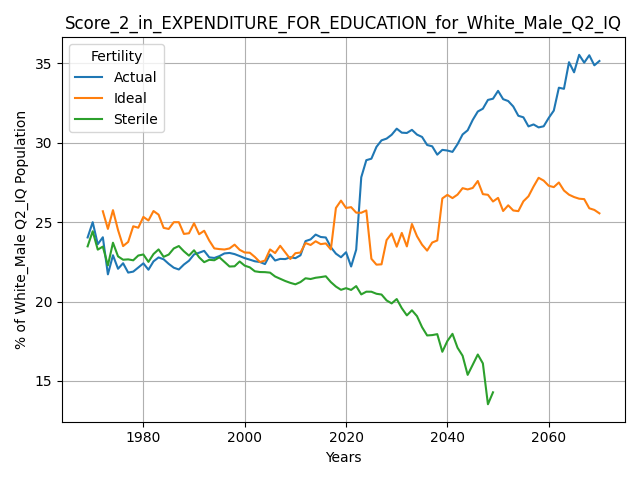 Score_2_in_EXPENDITURE_FOR_EDUCATION_for_White_Male_Q2_IQ
Fertility
Actual
Ideal
Sterile
% of White_Male Q2_IQ Population
35
30
25
20
15
1980
2000
2020
2040
2060
Years